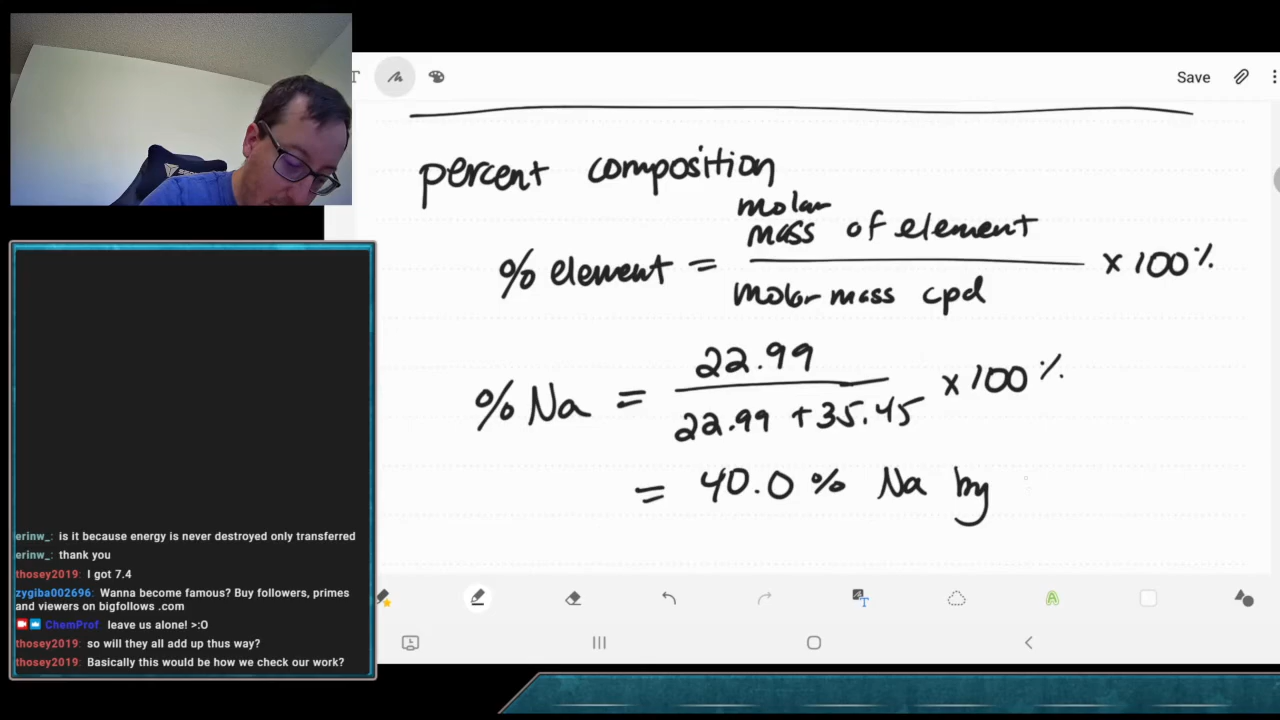 T
Save
percent composition
molar
mass of element
% element = ———— x 100%
molar mass cpd
22.99
% Na = ———— x 100%
22.99 + 35.45
= 40.0 % Na by
erinw_: is it because energy is never destroyed only transferred
erinw_: thank you
thosey2019: I got 7.4
zygiba002696: Wanna become famous? Buy followers, primes
and viewers on bigfollows .com
ChemProf: leave us alone! >:O
thosey2019: so will they all add up thus way?
thosey2019: Basically this would be how we check our work?
T
A